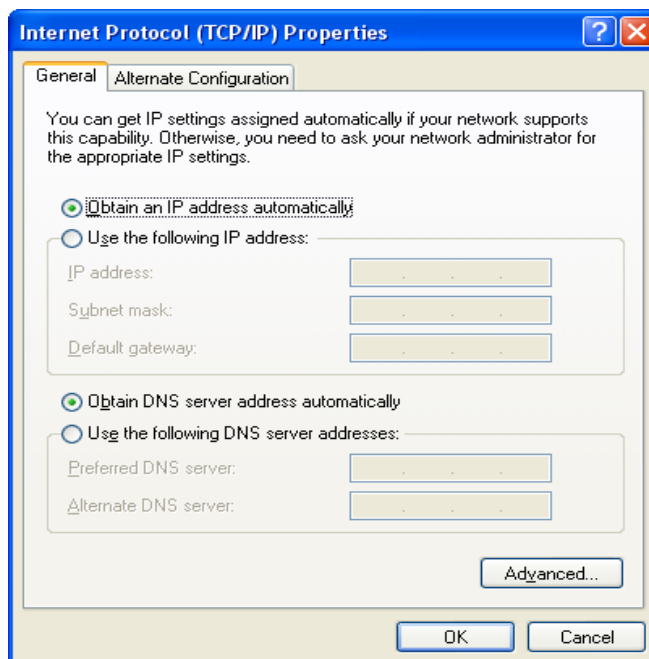 Internet Protocol (TCP/IP) Properties
General
Alternate Configuration
You can get IP settings assigned automatically if your network supports
this capability. Otherwise, you need to ask your network administrator for
the appropriate IP settings.
Obtain an IP address automatically
Use the following IP address:
IP address:
Subnet mask:
Default gateway:
Obtain DNS server address automatically
Use the following DNS server addresses:
Preferred DNS server:
Alternate DNS server:
Advanced...
OK
Cancel